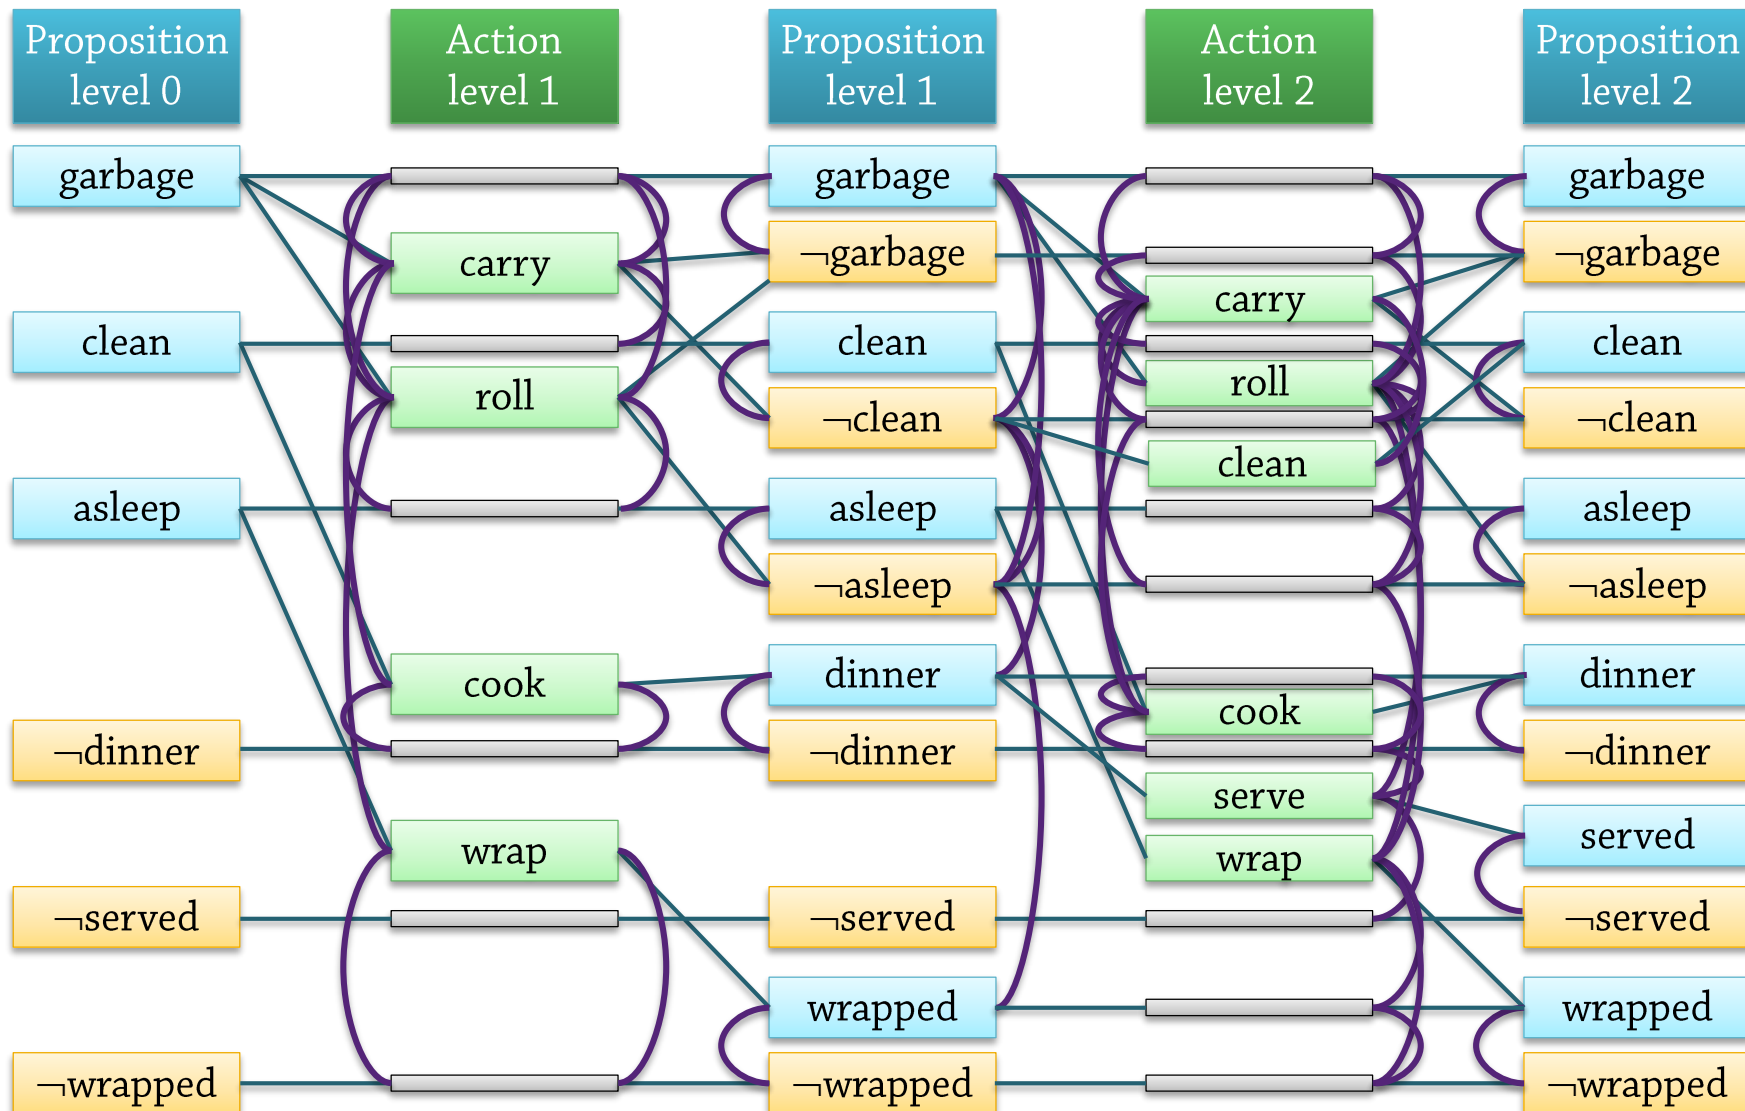 Proposition
level 0
Action
level 1
Proposition
level 1
Action
level 2
Proposition
level 2
garbage
clean
asleep
¬dinner
¬served
¬wrapped
carry
roll
cook
wrap
garbage
¬garbage
clean
¬clean
asleep
¬asleep
dinner
¬dinner
¬served
wrapped
¬wrapped
carry
roll
clean
cook
serve
wrap
garbage
¬garbage
clean
¬clean
asleep
¬asleep
dinner
¬dinner
served
¬served
wrapped
¬wrapped